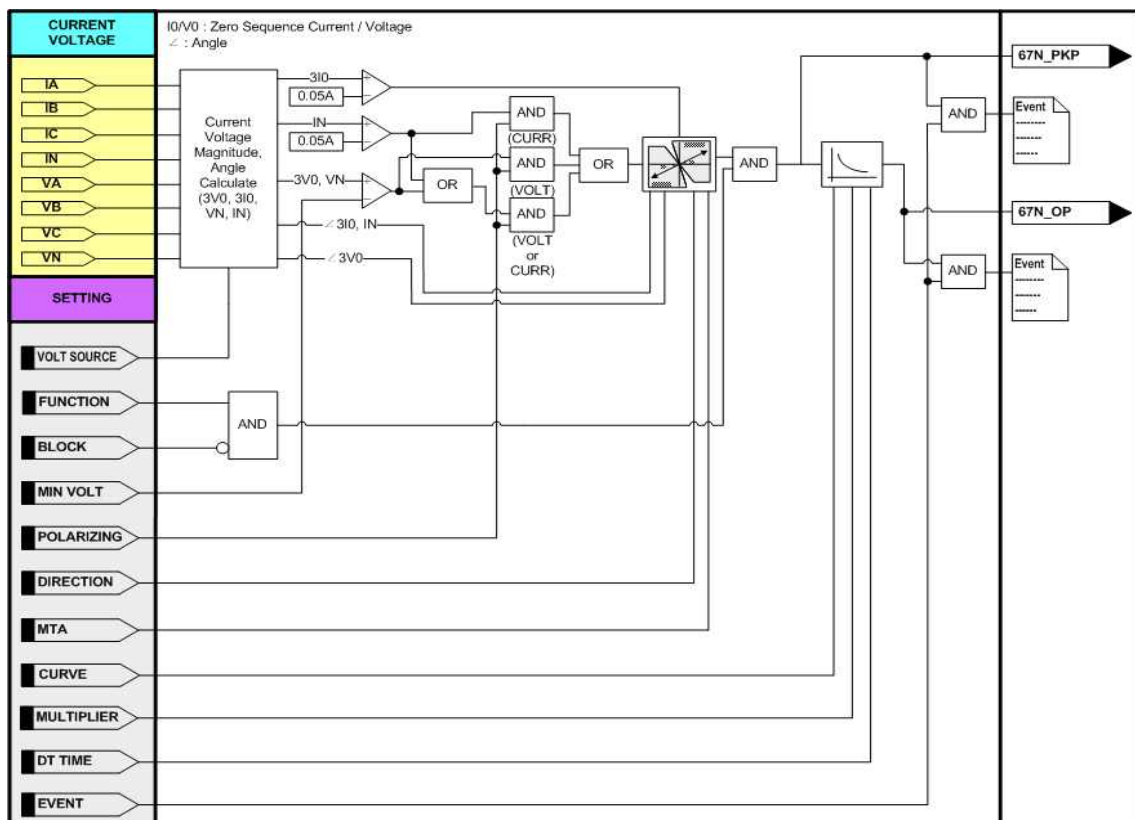 CURRENT
VOLTAGE
I0/V0 : Zero Sequence Current / Voltage
∠ : Angle
IA
IB
IC
IN
VA
VB
VC
VN
Current
Voltage
Magnitude,
Angle
Calculate
(3V0, 3I0,
VN, IN)
3I0
0.05A
IN
0.05A
3V0, VN
∠3I0, IN
∠3V0
+
−
+
−
+
−
OR
AND
(CURR)
AND
(VOLT)
AND
(VOLT
or
CURR)
OR
AND
67N_PKP
AND
Event
67N_OP
AND
Event
SETTING
VOLT SOURCE
FUNCTION
BLOCK
AND
MIN VOLT
POLARIZING
DIRECTION
MTA
CURVE
MULTIPLIER
DT TIME
EVENT